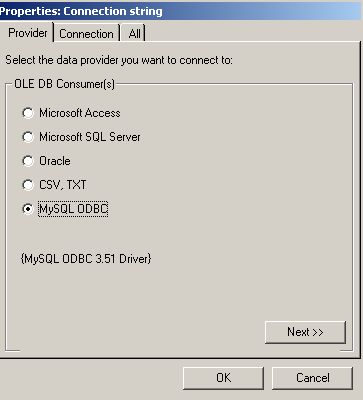 Properties: Connection string
Provider Connection All
Select the data provider you want to connect to:
OLE DB Consumer(s)
Microsoft Access
Microsoft SQL Server
Oracle
CSV, TXT
MySQL ODBC
{MySQL ODBC 3.51 Driver}
Next >>
OK Cancel